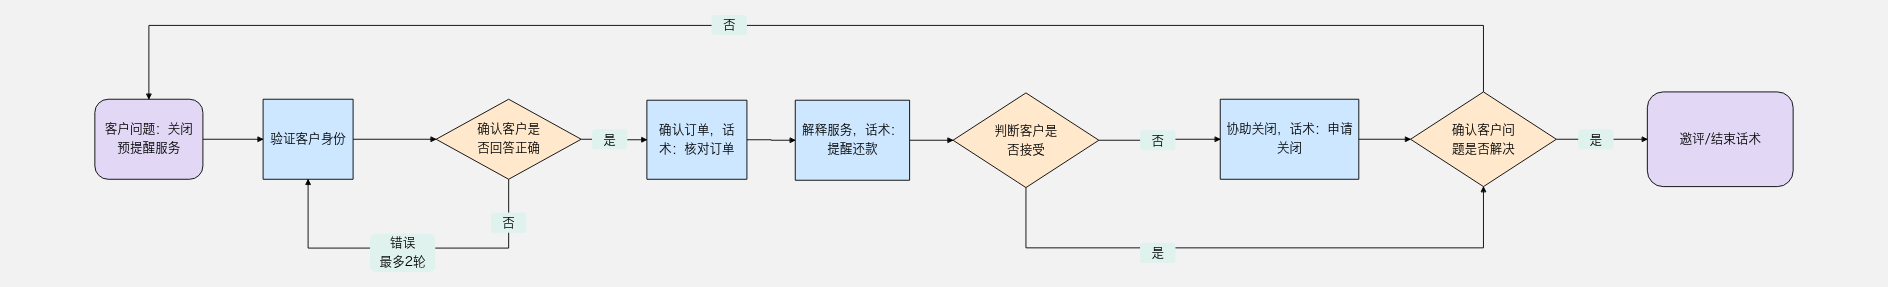 否
客户问题：关闭
预提醒服务
验证客户身份
确认客户是
否回答正确
是
否
错误
最多2轮
确认订单，话
术：核对订单
解释服务，话术：
提醒还款
判断客户是
否接受
否
是
协助关闭，话术：申请
关闭
确认客户问
题是否解决
是
邀评/结束话术